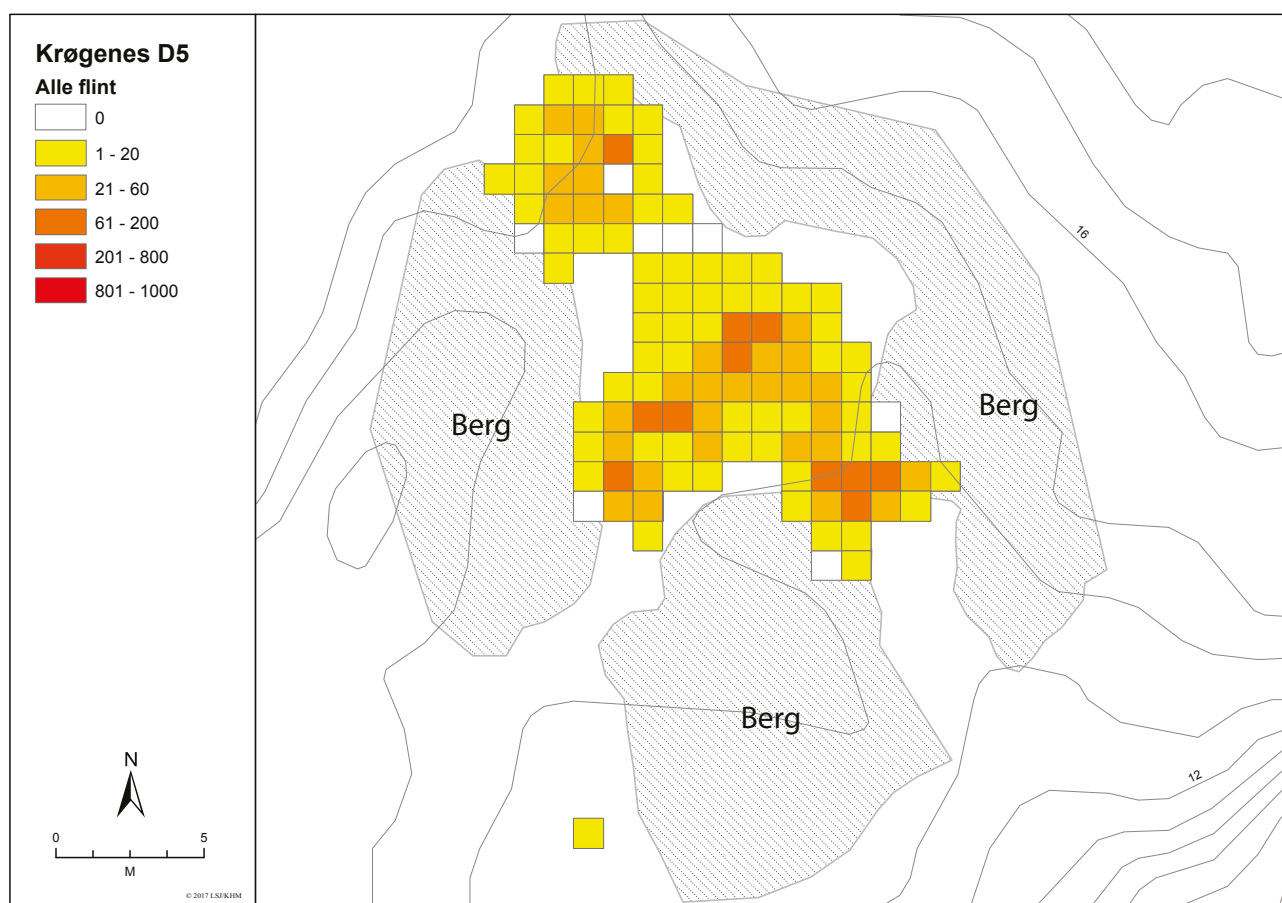 Krøgenes D5
Alle flint
0
1 - 20
21 - 60
61 - 200
201 - 800
801 - 1000
16
Berg
Berg
Berg
12
N
0 5
M
© 2017 LSJ/KHM